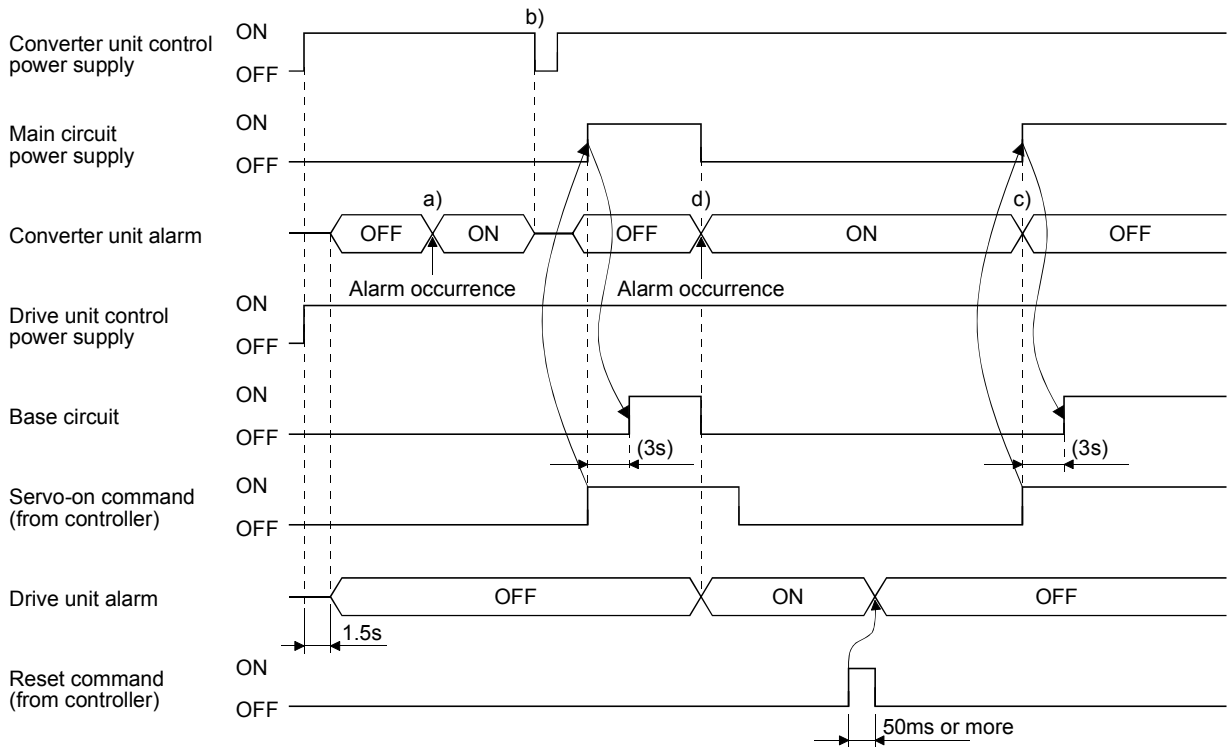 b)
Converter unit control
power supply
ON
OFF
Main circuit
power supply
ON
OFF
a)
d)
c)
Converter unit alarm
OFF
ON
OFF
ON
OFF
Alarm occurrence
Alarm occurrence
Drive unit control
power supply
ON
OFF
Base circuit
ON
OFF
(3s)
(3s)
Servo-on command
(from controller)
ON
OFF
Drive unit alarm
OFF
ON
OFF
1.5s
Reset command
(from controller)
ON
OFF
50ms or more